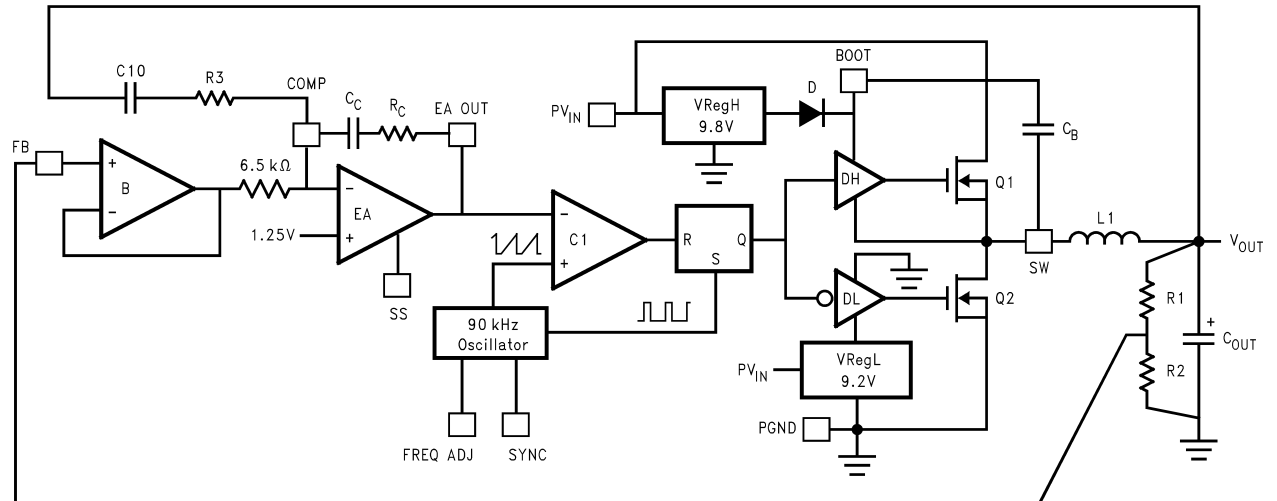 C10
R3
COMP
C_C
R_C
EA OUT
PV_IN
VRegH
9.8V
D
BOOT
C_B
FB
+
B
−
6.5 kΩ
−
EA
+
1.25V
SS
−
C1
+
R
Q
S
DH
Q1
SW
L1
V_OUT
DL
Q2
R1
R2
+
C_OUT
90 kHz
Oscillator
FREQ ADJ
SYNC
PV_IN
VRegL
9.2V
PGND